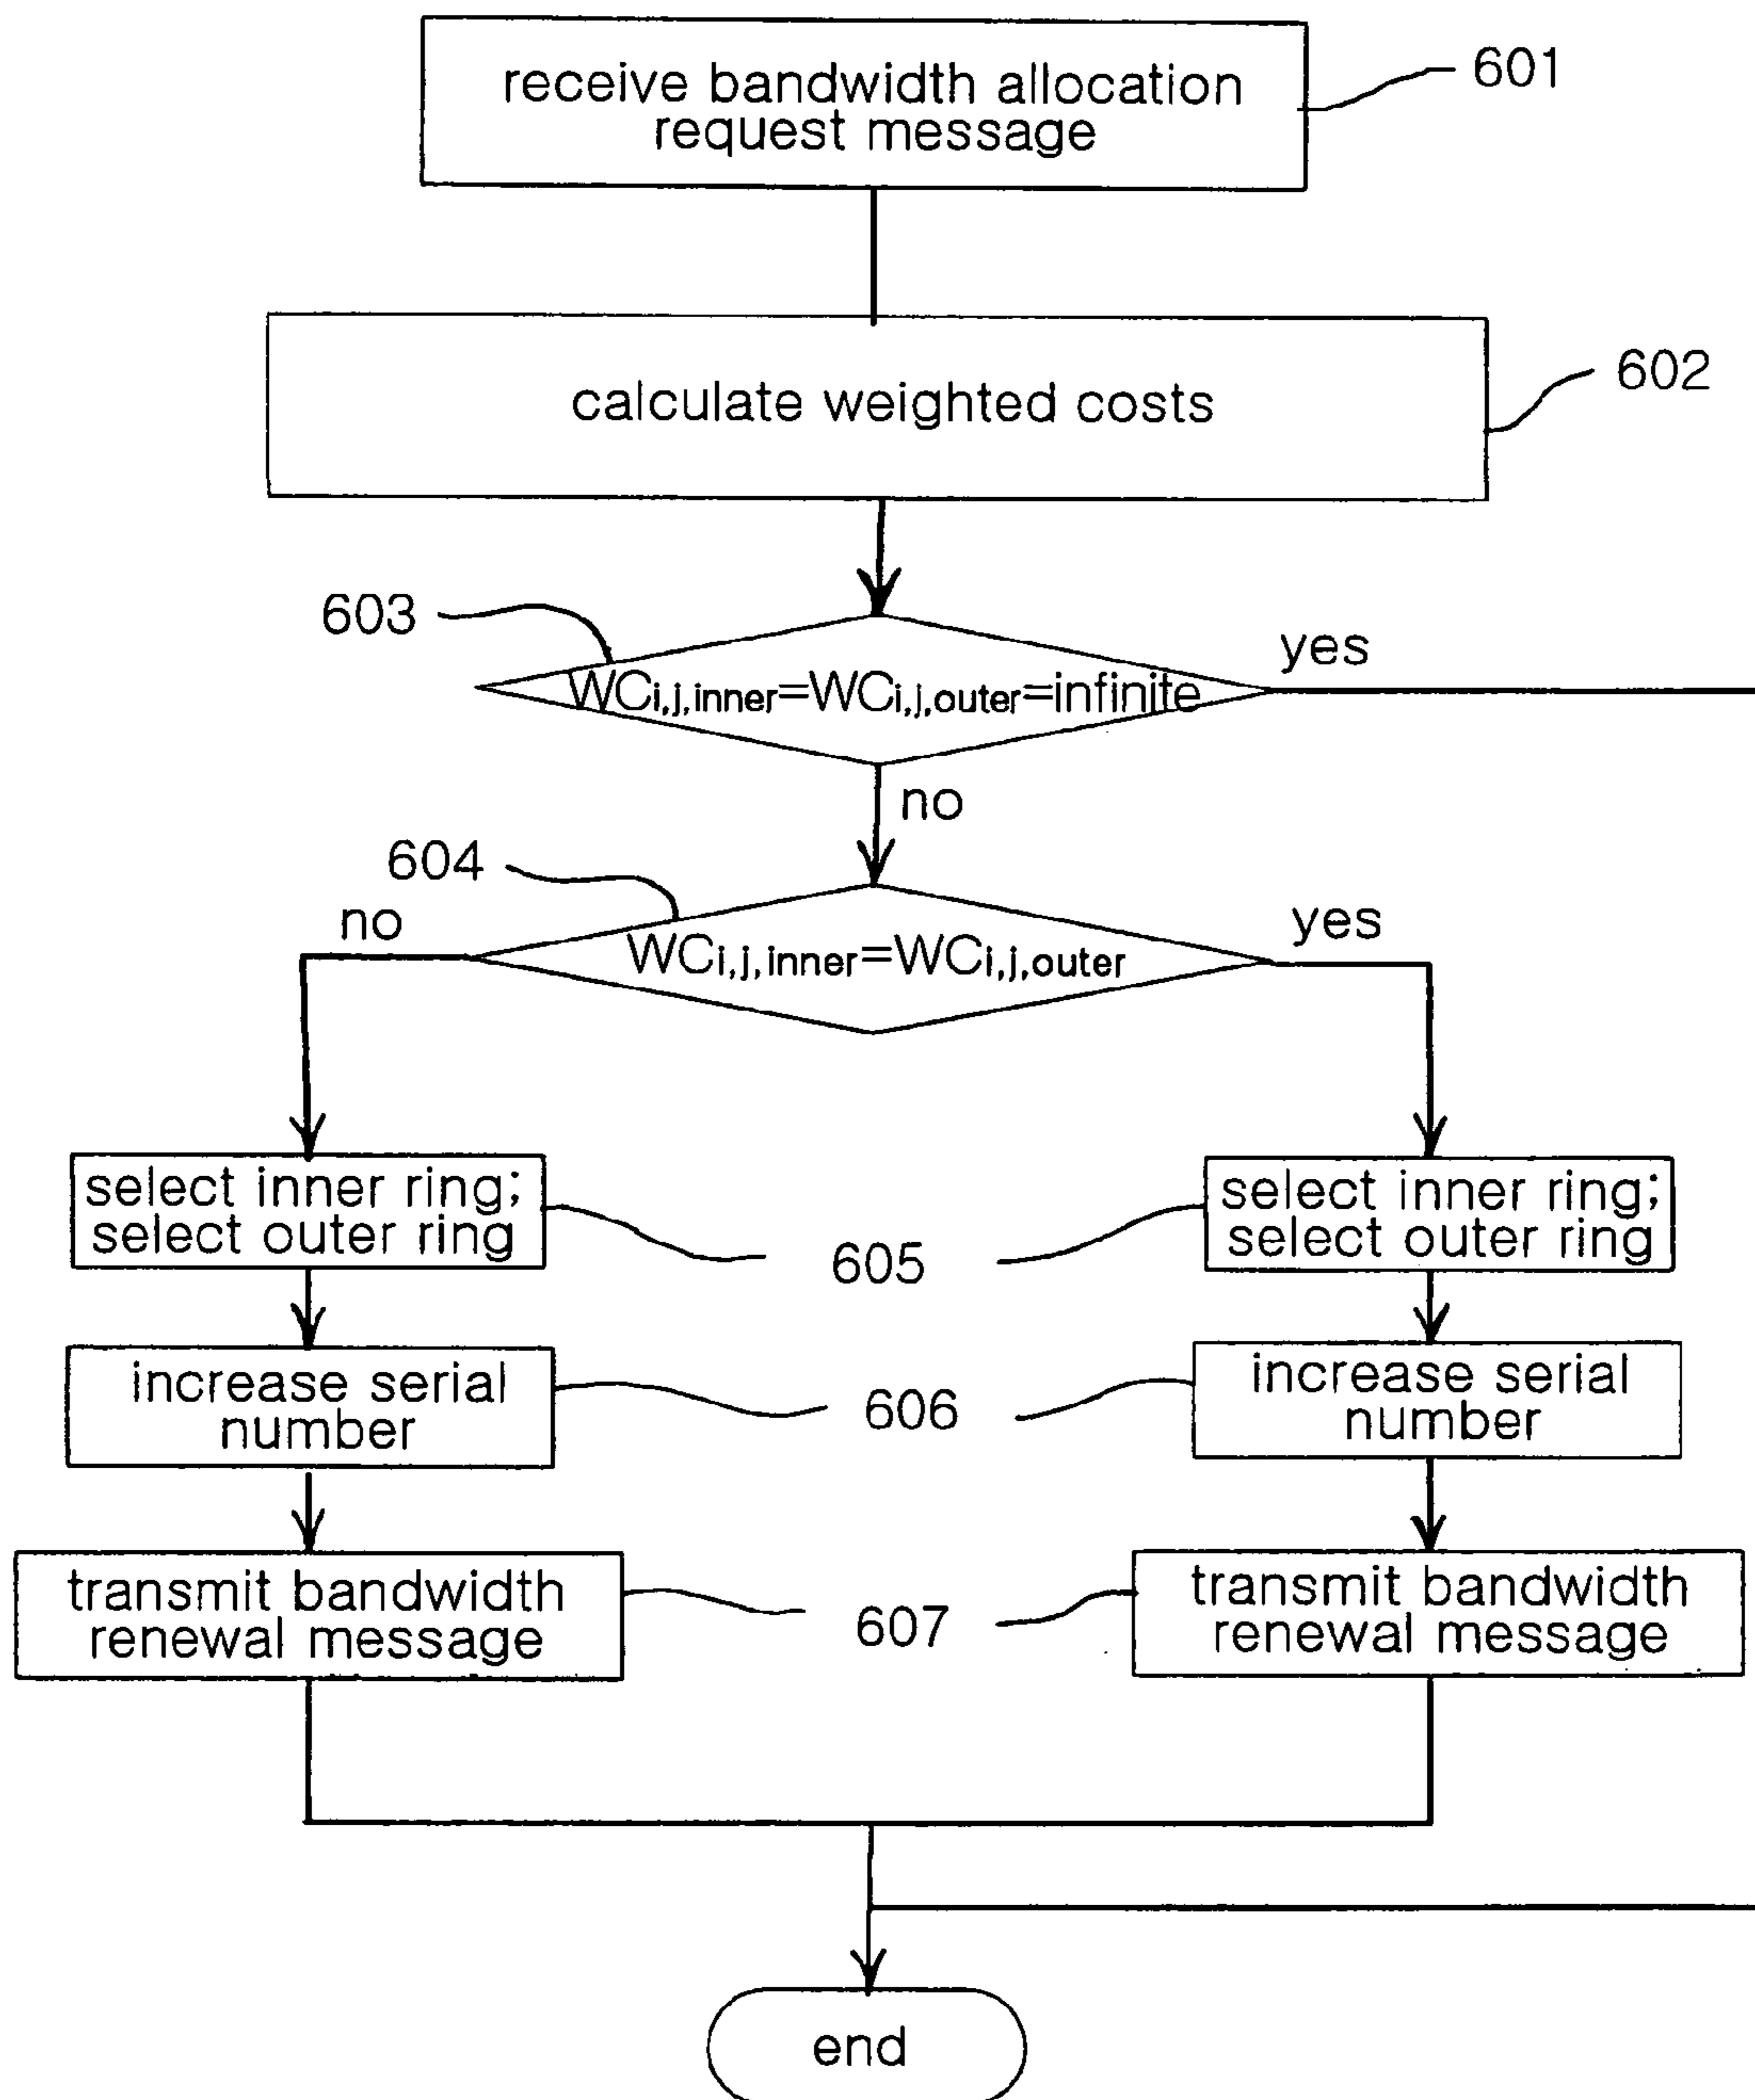 receive bandwidth allocation
request message
601
calculate weighted costs
602
603
WCi,j,inner=WCi,j,outer=infinite
yes
no
604
no
WCi,j,inner=WCi,j,outer
yes
select inner ring;
select outer ring
605
select inner ring;
select outer ring
increase serial
number
606
increase serial
number
transmit bandwidth
renewal message
607
transmit bandwidth
renewal message
end